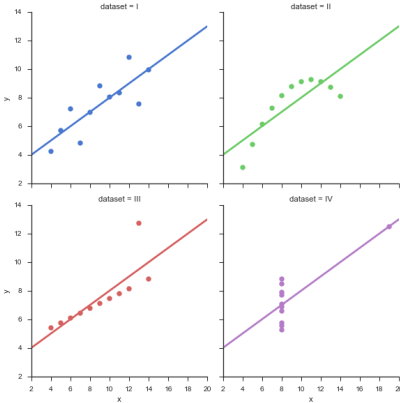 dataset = I
dataset = II
14
12
10
8
6
4
2
y
dataset = III
dataset = IV
14
12
10
8
6
4
2
y
2 4 6 8 10 12 14 16 18 20
2 4 6 8 10 12 14 16 18 20
x
x